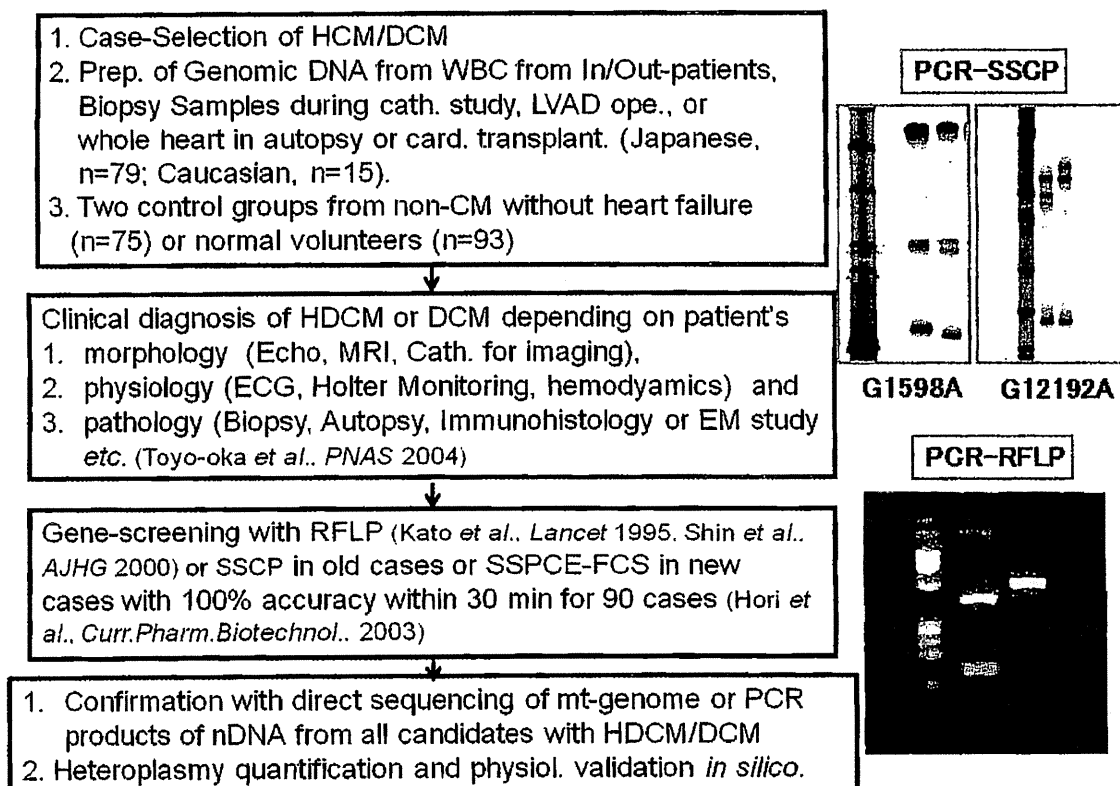 1. Case-Selection of HCM/DCM
2. Prep. of Genomic DNA from WBC from In/Out-patients,
Biopsy Samples during cath. study, LVAD ope., or
whole heart in autopsy or card. transplant. (Japanese,
n=79; Caucasian, n=15).
3. Two control groups from non-CM without heart failure
(n=75) or normal volunteers (n=93)
Clinical diagnosis of HDCM or DCM depending on patient's
1. morphology (Echo, MRI, Cath. for imaging),
2. physiology (ECG, Holter Monitoring, hemodyamics) and
3. pathology (Biopsy, Autopsy, Immunohistology or EM study
etc. (Toyo-oka et al.. PNAS 2004)
Gene-screening with RFLP (Kato et al.. Lancet 1995. Shin et al..
AJHG 2000) or SSCP in old cases or SSPCE-FCS in new
cases with 100% accuracy within 30 min for 90 cases (Hori et
al.. Curr.Pharm.Biotechnol.. 2003)
1. Confirmation with direct sequencing of mt-genome or PCR
products of nDNA from all candidates with HDCM/DCM
2. Heteroplasmy quantification and physiol. validation in silico.
PCR-SSCP
G1598A G12192A
PCR-RFLP